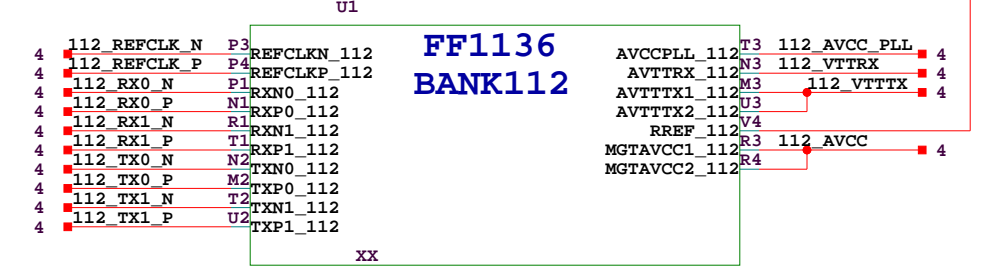 U1
FF1136
BANK112
4 112_REFCLK_N P3 REFCLKN_112
4 112_REFCLK_P P4 REFCLKP_112
4 112_RX0_N P1 RXN0_112
4 112_RX0_P N1 RXP0_112
4 112_RX1_N R1 RXN1_112
4 112_RX1_P T1 RXP1_112
4 112_TX0_N N2 TXN0_112
4 112_TX0_P M2 TXP0_112
4 112_TX1_N T2 TXN1_112
4 112_TX1_P U2 TXP1_112
AVCCPLL_112 T3 112_AVCC_PLL 4
AVTTRX_112 N3 112_VTTRX 4
AVTTTX1_112 M3 112_VTTTX 4
AVTTTX2_112 U3
RREF_112 V4
MGTAVCC1_112 R3 112_AVCC 4
MGTAVCC2_112 R4
XX